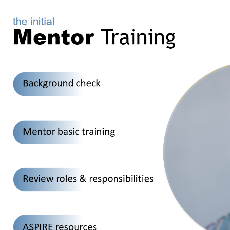 the initial
Mentor Training
Background check
Mentor basic training
Review roles & responsibilities
ASPIRE resources